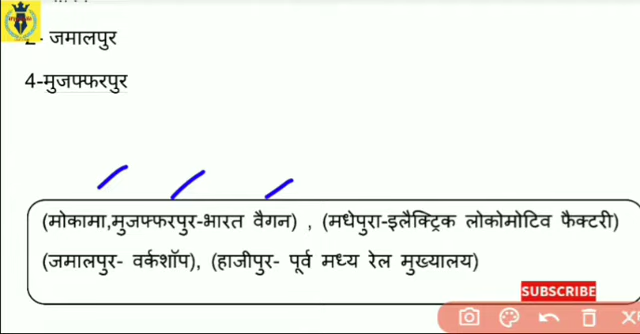 2- जमालपुर
4-मुजफ्फरपुर
(मोकामा,मुजफ्फरपुर-भारत वैगन) , (मधेपुरा-इलैक्ट्रिक लोकोमोटिव फैक्टरी)
(जमालपुर- वर्कशॉप), (हाजीपुर- पूर्व मध्य रेल मुख्यालय)
SUBSCRIBE